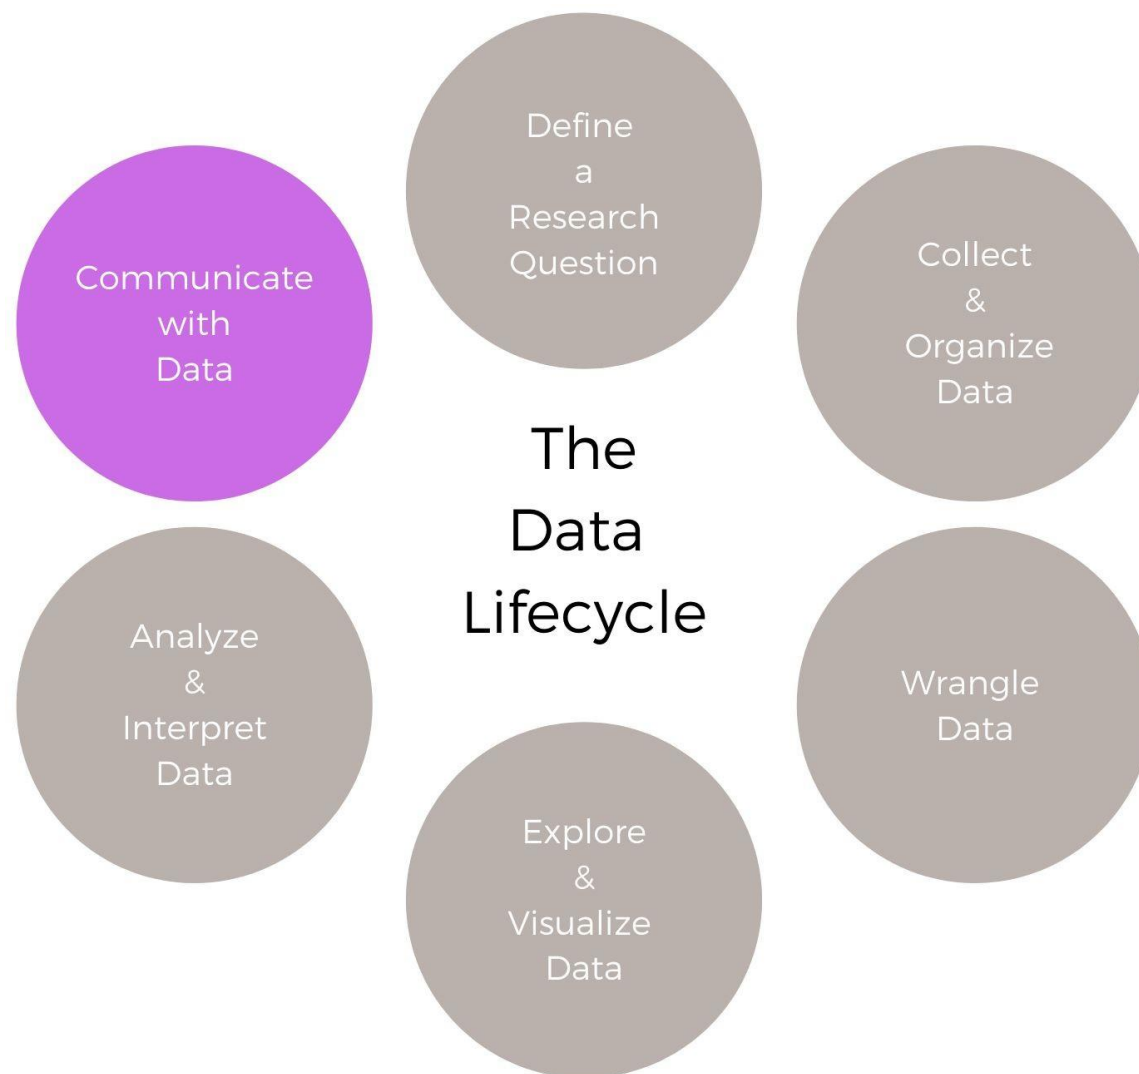 Define
a
Research
Question
Collect
&
Organize
Data
Wrangle
Data
Explore
&
Visualize
Data
Analyze
&
Interpret
Data
Communicate
with
Data
The
Data
Lifecycle